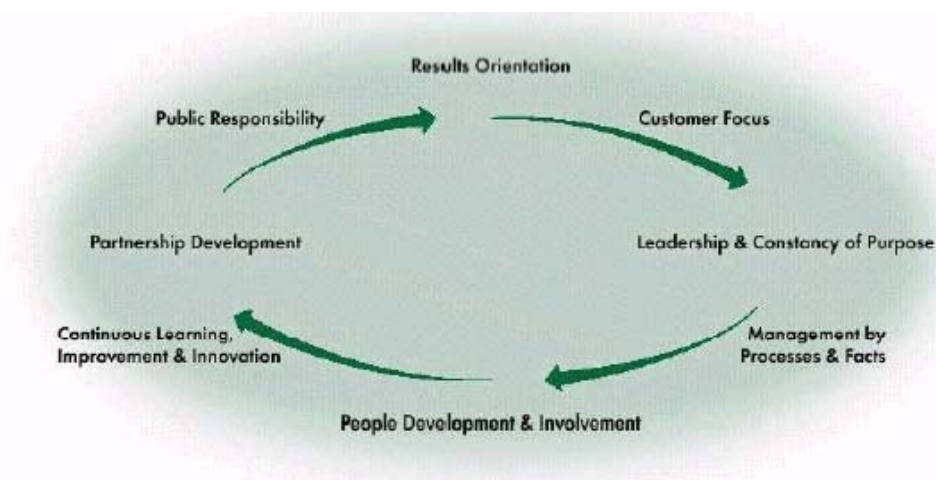 Results Orientation
Public Responsibility
Customer Focus
Partnership Development
Leadership & Constancy of Purpose
Continuous Learning,
Improvement & Innovation
Management by
Processes & Facts
People Development & Involvement